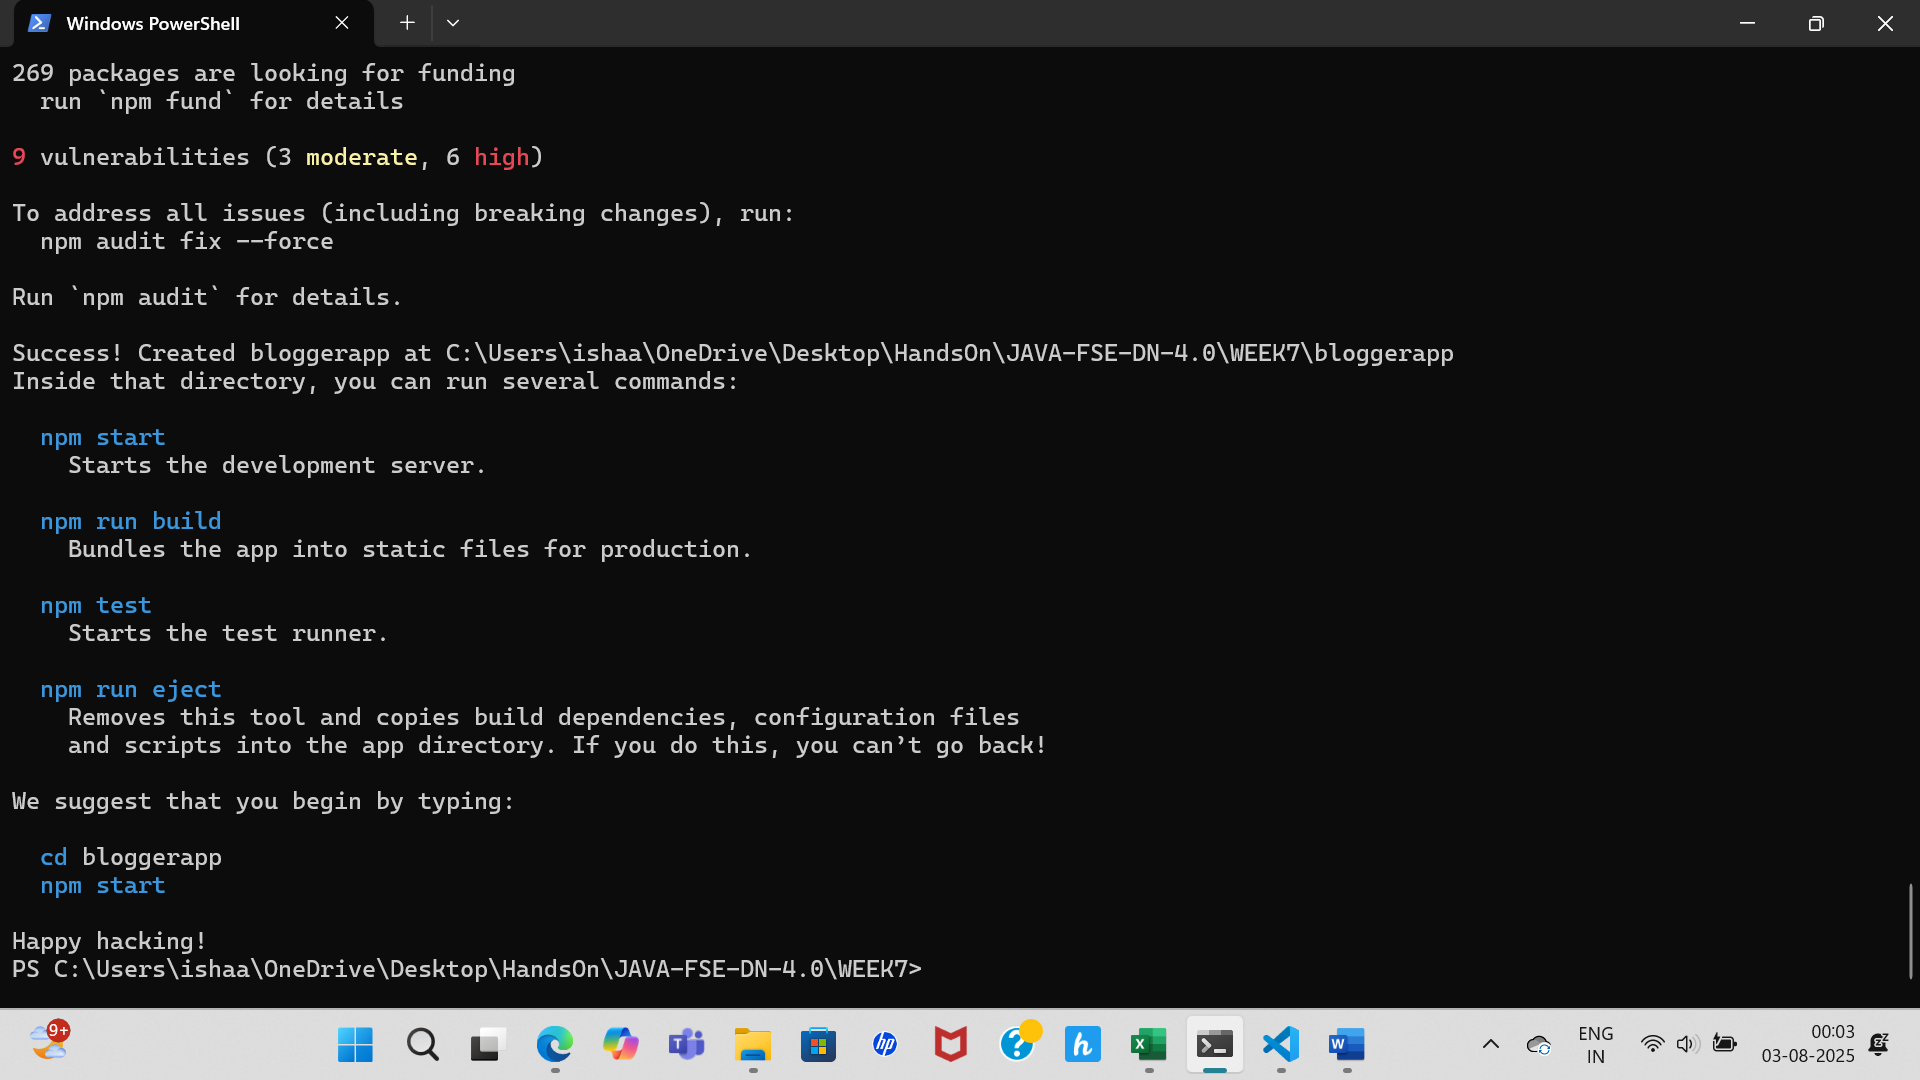 Windows PowerShell
269 packages are looking for funding
  run `npm fund` for details
9 vulnerabilities (3 moderate, 6 high)
To address all issues (including breaking changes), run:
  npm audit fix --force
Run `npm audit` for details.
Success! Created bloggerapp at C:\Users\ishaa\OneDrive\Desktop\HandsOn\JAVA-FSE-DN-4.0\WEEK7\bloggerapp
Inside that directory, you can run several commands:
  npm start
    Starts the development server.
  npm run build
    Bundles the app into static files for production.
  npm test
    Starts the test runner.
  npm run eject
    Removes this tool and copies build dependencies, configuration files
    and scripts into the app directory. If you do this, you can’t go back!
We suggest that you begin by typing:
  cd bloggerapp
  npm start
Happy hacking!
PS C:\Users\ishaa\OneDrive\Desktop\HandsOn\JAVA-FSE-DN-4.0\WEEK7>
9+
hp
h
ENG
IN
00:03
03-08-2025